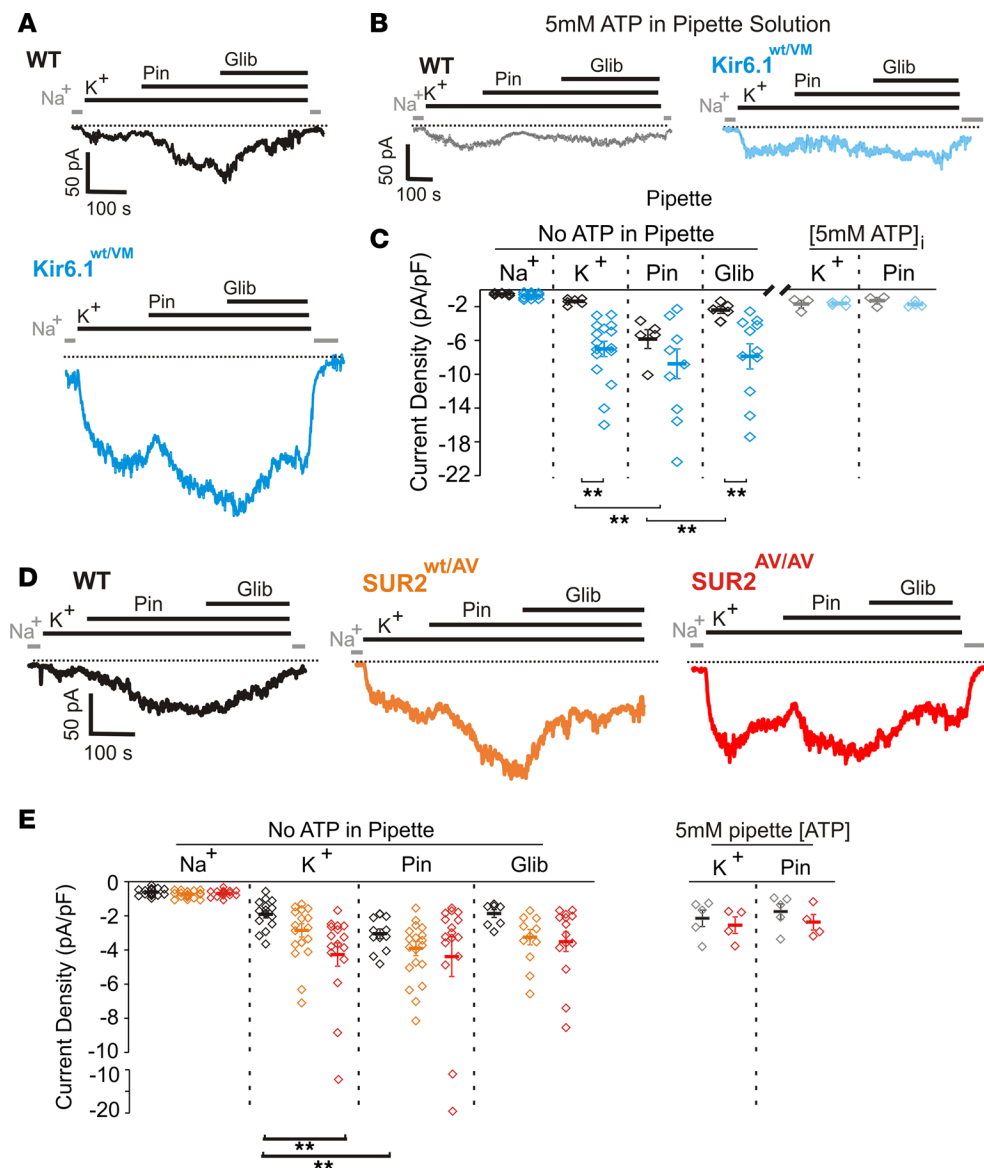 A
WT
Glib
Pin
K+
Na+
50 pA
100 s
Kir6.1wt/VM
Glib
Pin
K+
Na+
B
5mM ATP in Pipette Solution
WT
Glib
Pin
K+
Na+
50 pA
100 s
Kir6.1wt/VM
Glib
Pin
K+
Na+
Pipette
C
No ATP in Pipette
[5mM ATP]i
Na+ K+ Pin Glib K+ Pin
Current Density (pA/pF)
-2
-6
-10
-14
-18
-22
** **
** **
D
WT
Glib
Pin
K+
Na+
50 pA
100 s
SUR2wt/AV
Glib
Pin
K+
Na+
SUR2AV/AV
Glib
Pin
K+
Na+
E
No ATP in Pipette
5mM pipette [ATP]
Na+ K+ Pin Glib K+ Pin
Current Density (pA/pF)
0
-2
-4
-6
-8
-10
-10
-20
**
**